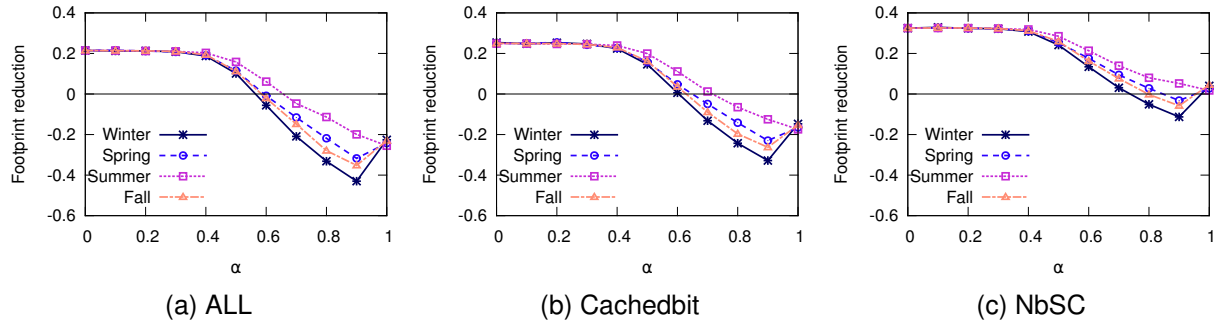 0.4
0.2
0
-0.2
-0.4
-0.6
Footprint reduction
Winter
Spring
Summer
Fall
0 0.2 0.4 0.6 0.8 1
α
(a) ALL
0.4
0.2
0
-0.2
-0.4
-0.6
Footprint reduction
Winter
Spring
Summer
Fall
0 0.2 0.4 0.6 0.8 1
α
(b) Cachedbit
0.4
0.2
0
-0.2
-0.4
-0.6
Footprint reduction
Winter
Spring
Summer
Fall
0 0.2 0.4 0.6 0.8 1
α
(c) NbSC